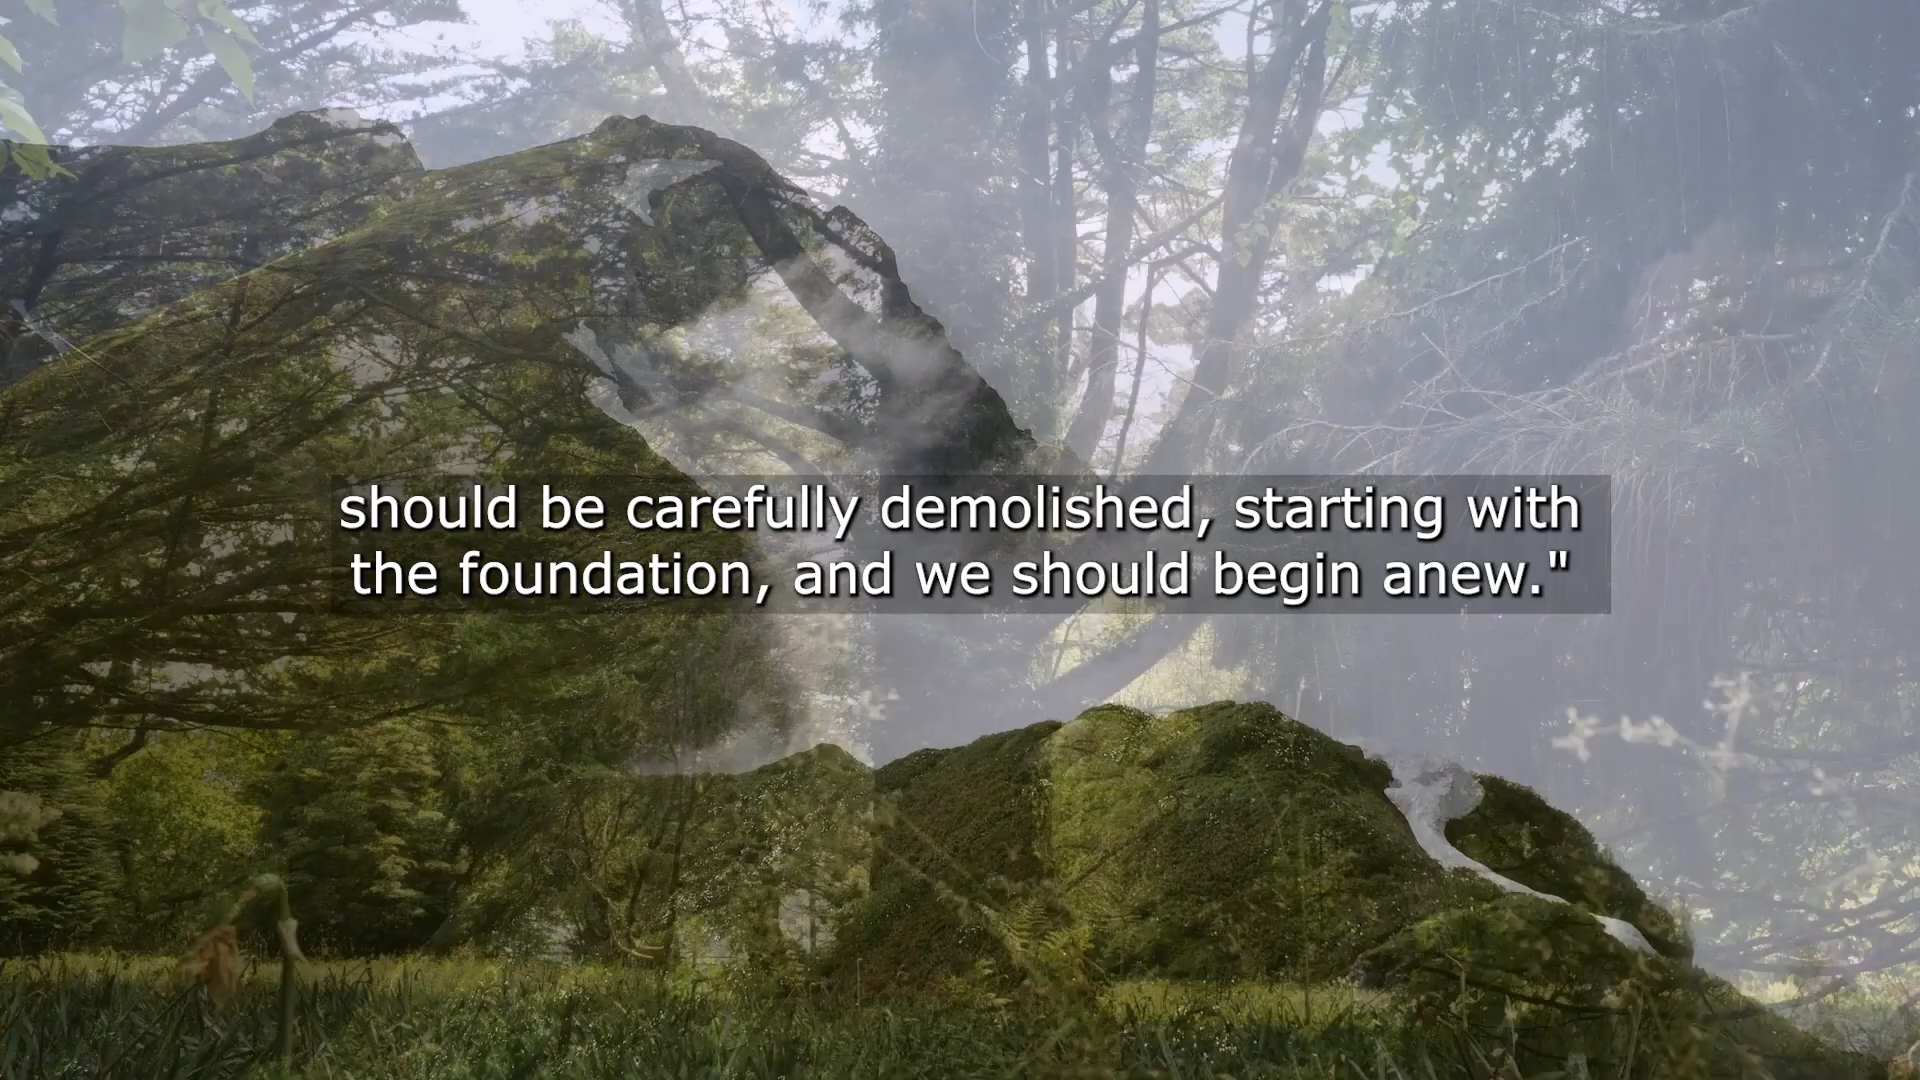 should be carefully demolished, starting with
the foundation, and we should begin anew."